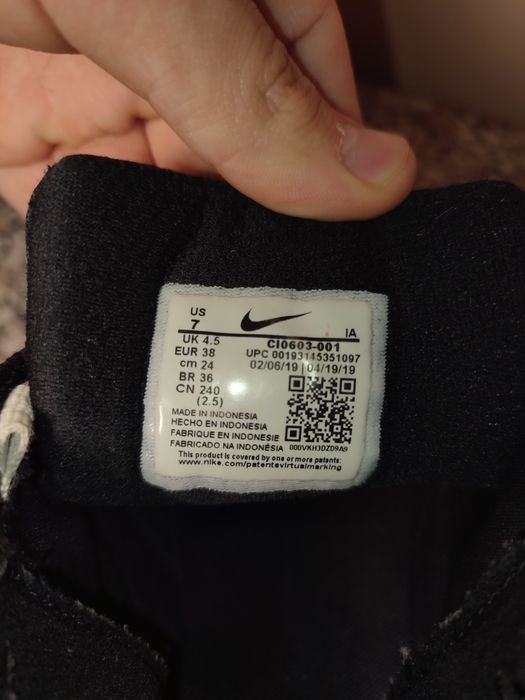 US
7
UK 4.5
EUR 38
cm 24
BR 36
CN 240
(2.5)
IA
CI0603-001
UPC 00193145351097
02/06/19 04/19/19
MADE IN INDONESIA
HECHO EN INDONESIA
FABRIQUE EN INDONESIE
FABRICADO NA INDONÉSIA
000VKH3DZD9A9
This product is covered by one or more patents:
www.nike.com/patentsvirtualmarking